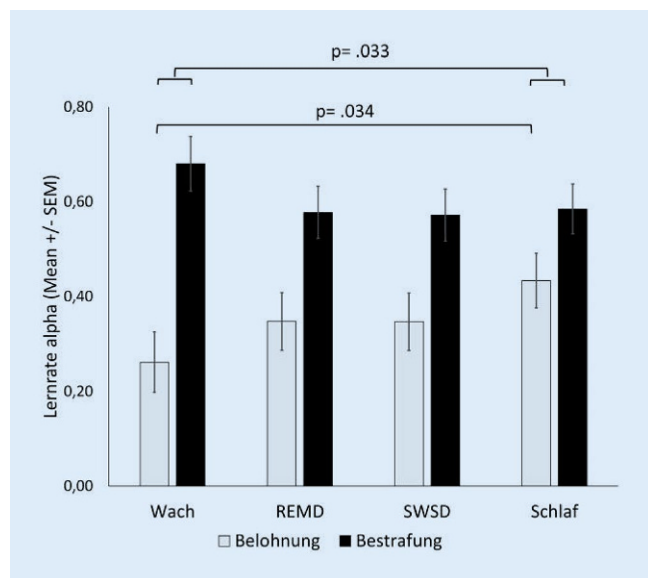 p= .033
p= .034
Lernrate alpha (Mean +/- SEM)
0,80
0,60
0,40
0,20
0,00
Wach REMD SWSD Schlaf
Belohnung Bestrafung